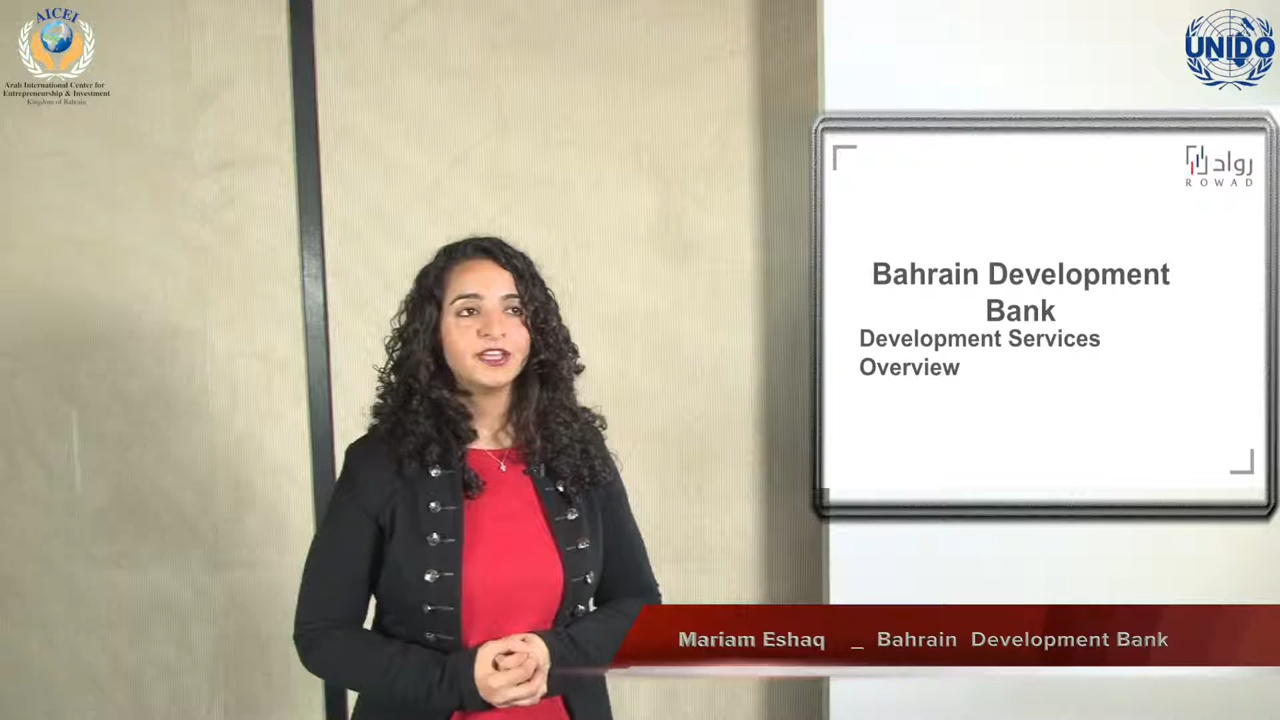 AICEI
Arab International Center for
Entrepreneurship & Investment
Kingdom of Bahrain
UNIDO
رواد
ROWAD
Bahrain Development
Bank
Development Services
Overview
Mariam Eshaq _ Bahrain Development Bank